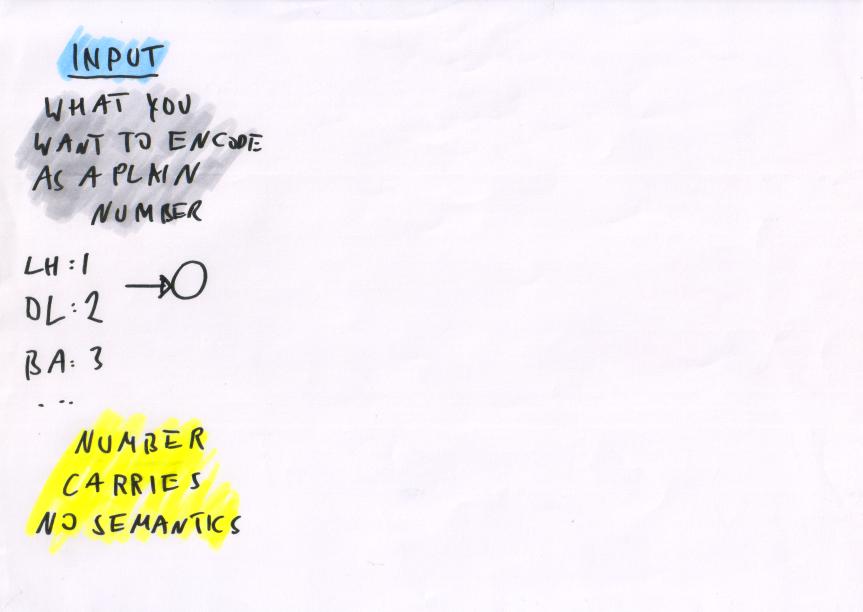 INPUT
WHAT YOU
WANT TO ENCODE
AS A PLAIN
NUMBER
LH:1
DL:2
BA: 3
...
NUMBER
CARRIES
NO SEMANTICS